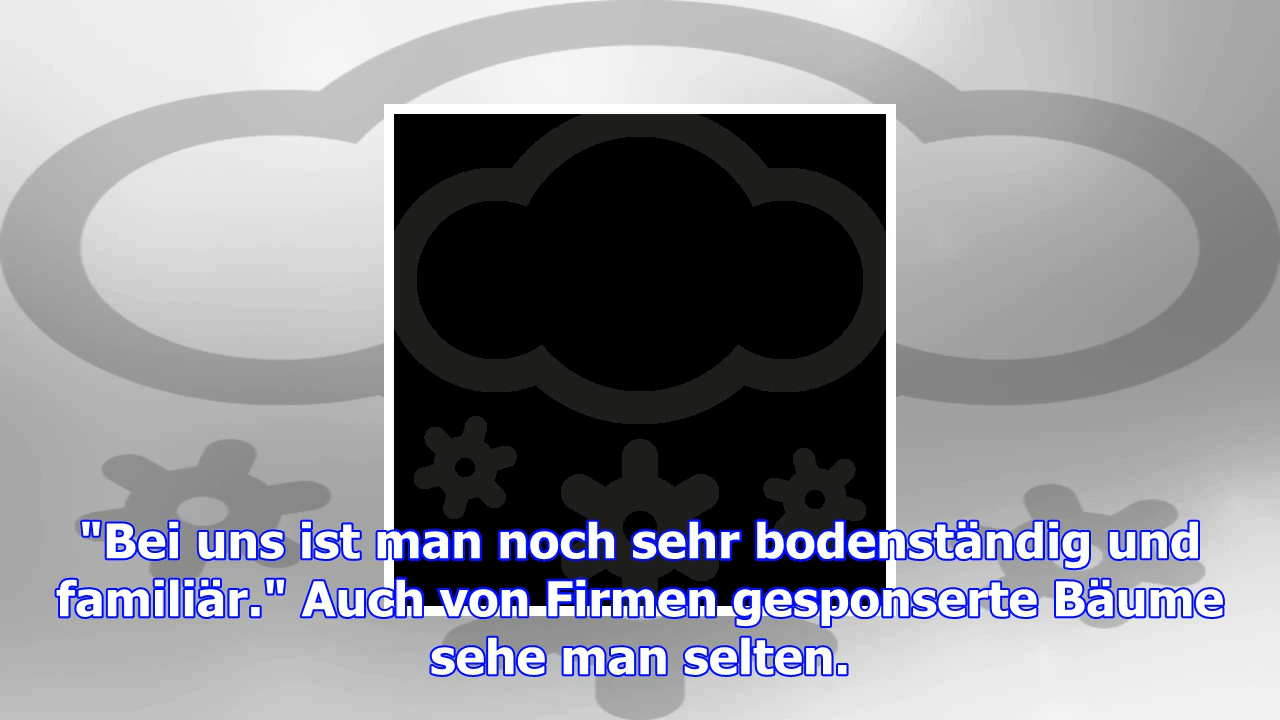 "Bei uns ist man noch sehr bodenständig und
familiär." Auch von Firmen gesponserte Bäume
sehe man selten.